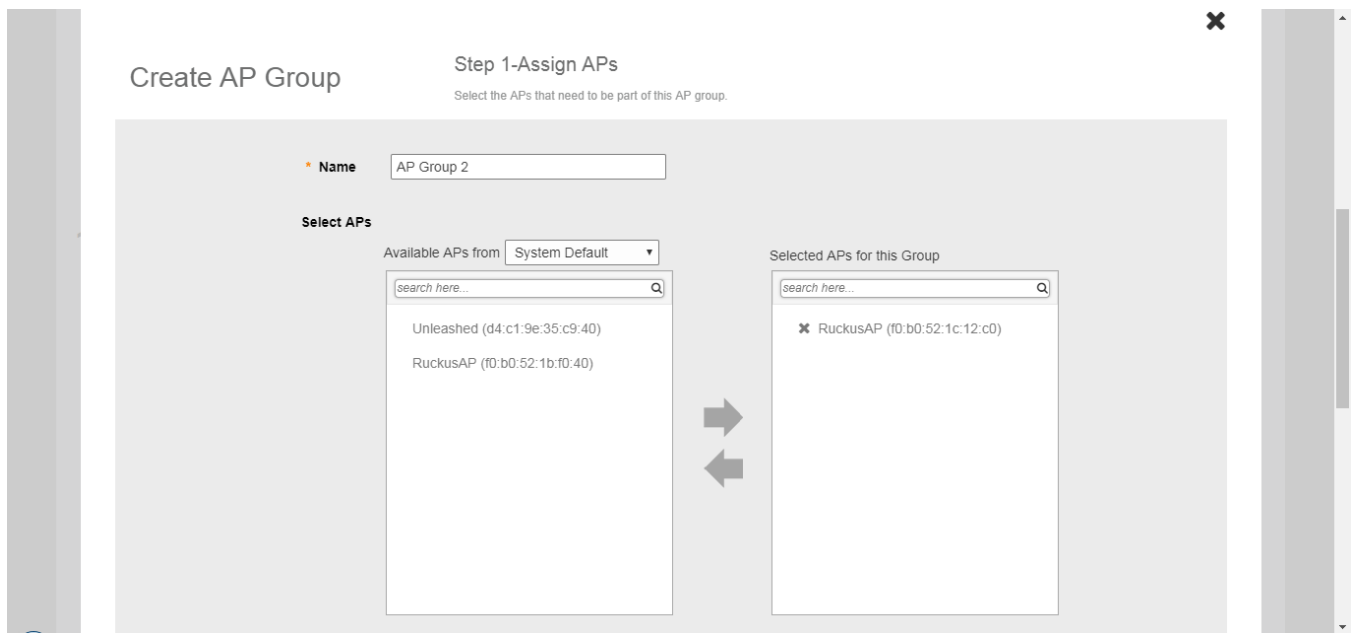 Create AP Group
Step 1-Assign APs
Select the APs that need to be part of this AP group.
* Name AP Group 2
Select APs
Available APs from System Default
search here...
Unleashed (d4:c1:9e:35:c9:40)
RuckusAP (f0:b0:52:1b:f0:40)
Selected APs for this Group
search here...
RuckusAP (f0:b0:52:1c:12:c0)